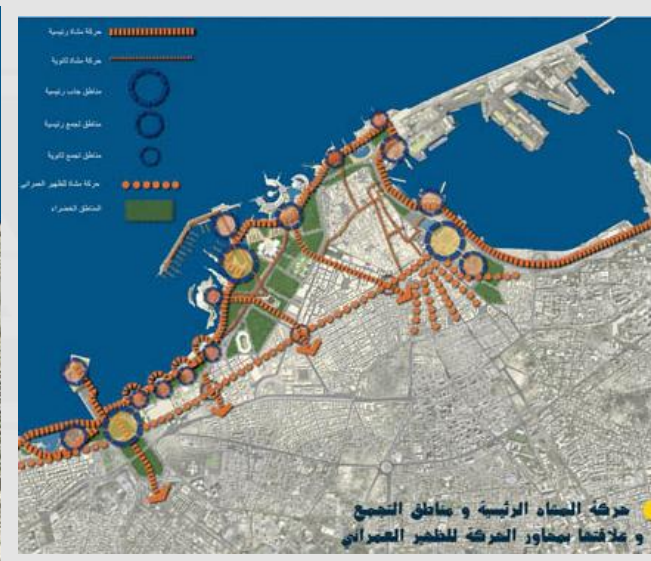 حركة مشاة رئيسية
حركة مشاة ثانوية
مناطق جذب رئيسية
مناطق تجمع رئيسية
مناطق تجمع ثانوية
حركة مشاة للظهير العمراني
المناطق الخضراء
حركة المشاه الرئيسية و مناطق التجمع
و علاقتها بمحاور الحركة للظهير العمراني